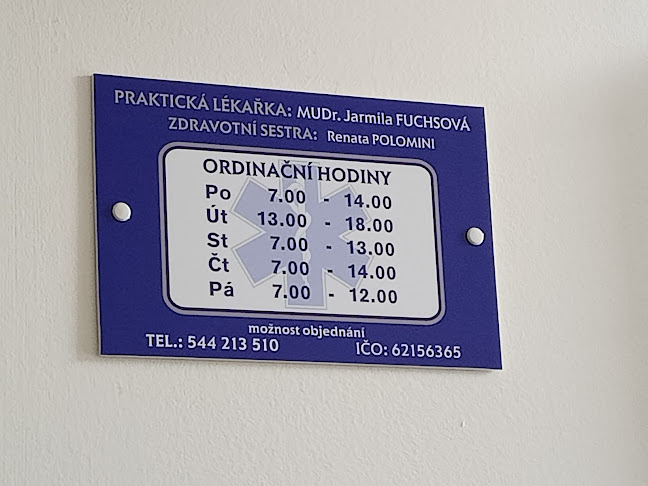 PRAKTICKÁ LÉKAŘKA: MUDr. Jarmila FUCHSOVÁ
ZDRAVOTNÍ SESTRA: Renata POLOMINI
ORDINAČNÍ HODINY
Po 7.00 - 14.00
Út 13.00 - 18.00
St 7.00 - 13.00
Čt 7.00 - 14.00
Pá 7.00 - 12.00
možnost objednání
TEL.: 544 213 510 IČO: 62156365